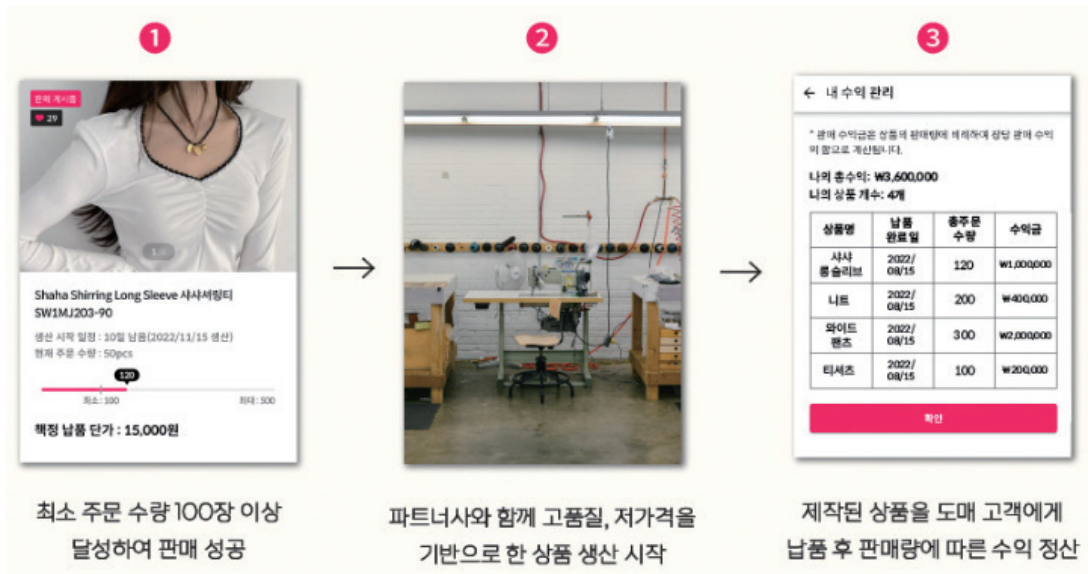 1
판매 게시중
29
Shaha Shirring Long Sleeve 샤샤셔링티
SW1MJ203-90
생산 시작 일정 : 10일 남음(2022/11/15 생산)
현재 주문 수량 : 50pcs
120
최소 : 100 최대 : 500
책정 납품 단가 : 15,000원
최소 주문 수량 100장 이상
달성하여 판매 성공
2
파트너사와 함께 고품질, 저가격을
기반으로 한 상품 생산 시작
3
← 내 수익 관리
* 판매 수익금은 상품의 판매량에 비례하여 장당 판매 수익
의 합으로 계산됩니다.
나의 총수익: ₩3,600,000
나의 상품 개수: 4개
상품명 납품 완료일 총주문 수량 수익금
샤샤 롱슬리브 2022/08/15 120 ₩1,000,000
니트 2022/08/15 200 ₩400,000
와이드 팬츠 2022/08/15 300 ₩2,000,000
티셔츠 2022/08/15 100 ₩200,000
확인
제작된 상품을 도매 고객에게
납품 후 판매량에 따른 수익 정산